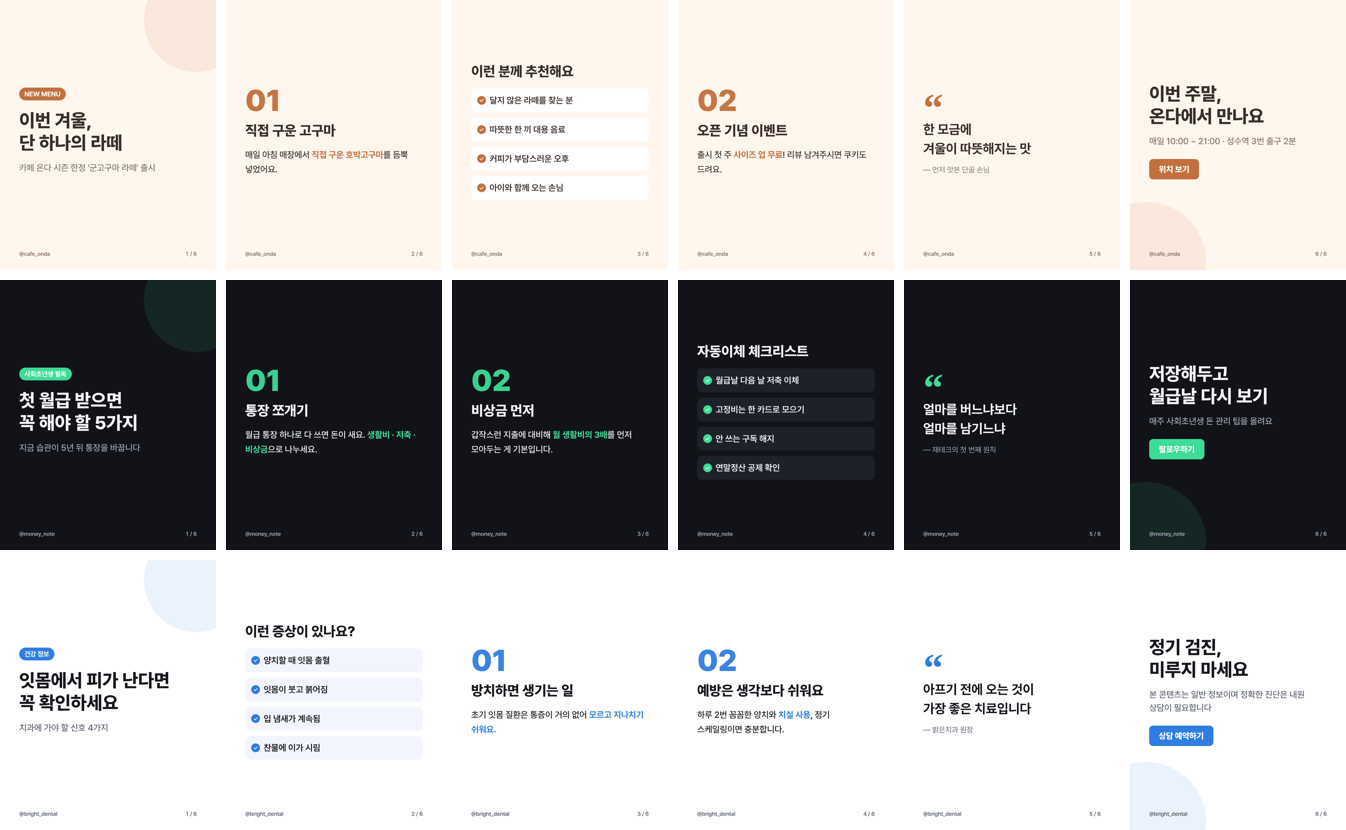 NEW MENU
이번 겨울,
단 하나의 라떼
카페 온다 시즌 한정 '군고구마 라떼' 출시
@cafe_onda
1 / 6
01
직접 구운 고구마
매일 아침 매장에서 직접 구운 호박고구마를 듬뿍
넣었어요.
@cafe_onda
2 / 6
이런 분께 추천해요
달지 않은 라떼를 찾는 분
따뜻한 한 끼 대용 음료
커피가 부담스러운 오후
아이와 함께 오는 손님
@cafe_onda
3 / 6
02
오픈 기념 이벤트
출시 첫 주 사이즈 업 무료! 리뷰 남겨주시면 쿠키도
드려요.
@cafe_onda
4 / 6
“
한 모금에
겨울이 따뜻해지는 맛
— 먼저 맛본 단골 손님
@cafe_onda
5 / 6
이번 주말,
온다에서 만나요
매일 10:00 ~ 21:00 · 성수역 3번 출구 2분
위치 보기
@cafe_onda
6 / 6
사회초년생 필독
첫 월급 받으면
꼭 해야 할 5가지
지금 습관이 5년 뒤 통장을 바꿉니다
@money_note
1 / 6
01
통장 쪼개기
월급 통장 하나로 다 쓰면 돈이 새요. 생활비 · 저축 ·
비상금으로 나누세요.
@money_note
2 / 6
02
비상금 먼저
갑작스런 지출에 대비해 월 생활비의 3배를 먼저
모아두는 게 기본입니다.
@money_note
3 / 6
자동이체 체크리스트
월급날 다음 날 저축 이체
고정비는 한 카드로 모으기
안 쓰는 구독 해지
연말정산 공제 확인
@money_note
4 / 6
“
얼마를 버느냐보다
얼마를 남기느냐
— 재테크의 첫 번째 원칙
@money_note
5 / 6
저장해두고
월급날 다시 보기
매주 사회초년생 돈 관리 팁을 올려요
팔로우하기
@money_note
6 / 6
건강 정보
잇몸에서 피가 난다면
꼭 확인하세요
치과에 가야 할 신호 4가지
@bright_dental
1 / 6
이런 증상이 있나요?
양치할 때 잇몸 출혈
잇몸이 붓고 붉어짐
입 냄새가 계속됨
찬물에 이가 시림
@bright_dental
2 / 6
01
방치하면 생기는 일
초기 잇몸 질환은 통증이 거의 없어 모르고 지나치기
쉬워요.
@bright_dental
3 / 6
02
예방은 생각보다 쉬워요
하루 2번 꼼꼼한 양치와 치실 사용, 정기
스케일링이면 충분합니다.
@bright_dental
4 / 6
“
아프기 전에 오는 것이
가장 좋은 치료입니다
— 밝은치과 원장
@bright_dental
5 / 6
정기 검진,
미루지 마세요
본 콘텐츠는 일반 정보이며 정확한 진단은 내원
상담이 필요합니다
상담 예약하기
@bright_dental
6 / 6